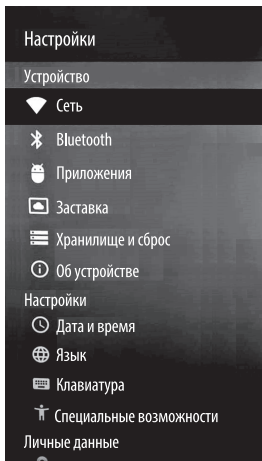 Настройки
Устройство
Сеть
Bluetooth
Приложения
Заставка
Хранилище и сброс
Об устройстве
Настройки
Дата и время
Язык
Клавиатура
Специальные возможности
Личные данные